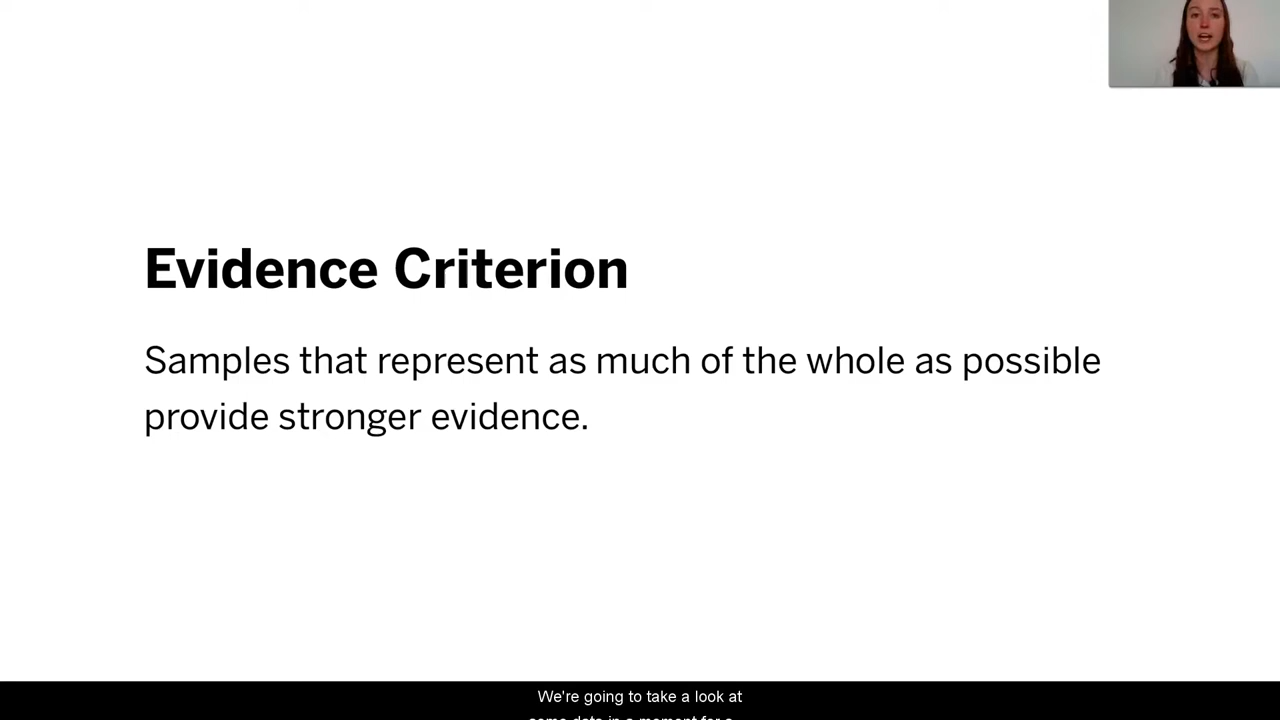 Evidence Criterion
Samples that represent as much of the whole as possible
provide stronger evidence.
We're going to take a look at
some data in a moment for a